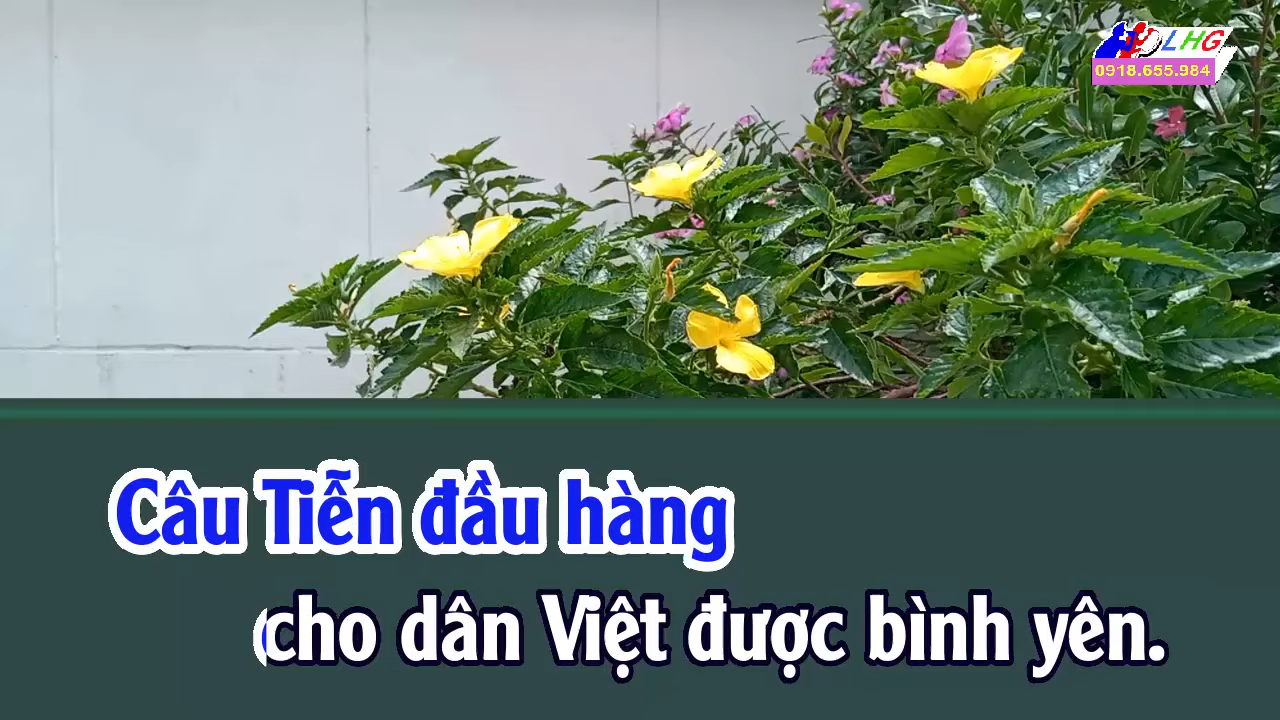 LHG
0918.655.984
Câu Tiễn đầu hàng
cho dân Việt được bình yên.